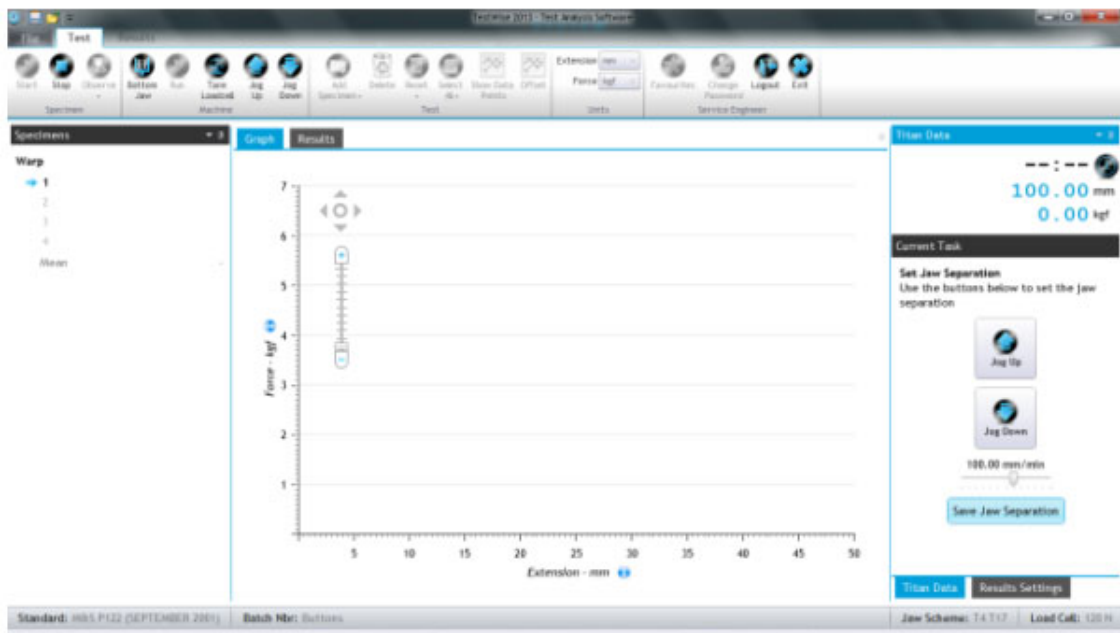 TestWise 2013 - Test Analysis Software
File Test Results
Start Stop Observe Bottom Jaw Run Tare Loadcell Jog Up Jog Down Add Specimen Delete Reset Select All Show Data Points Offset Extension mm Force kgf Favourites Change Password Logout Exit
Specimen Machine Test Units Service Engineer
Specimens
Warp
1
2
3
4
Mean
Graph Results
7
6
5
4
3
2
1
Force - kgf
5 10 15 20 25 30 35 40 45 50
Extension - mm
Titan Data
--:--
100.00 mm
0.00 kgf
Current Task
Set Jaw Separation
Use the buttons below to set the jaw
separation
Jog Up
Jog Down
100.00 mm/min
Save Jaw Separation
Titan Data Results Settings
Standard: M&S P122 (SEPTEMBER 2001) Batch Nbr: Buttons Jaw Scheme: T4 T17 Load Cell: 120 N